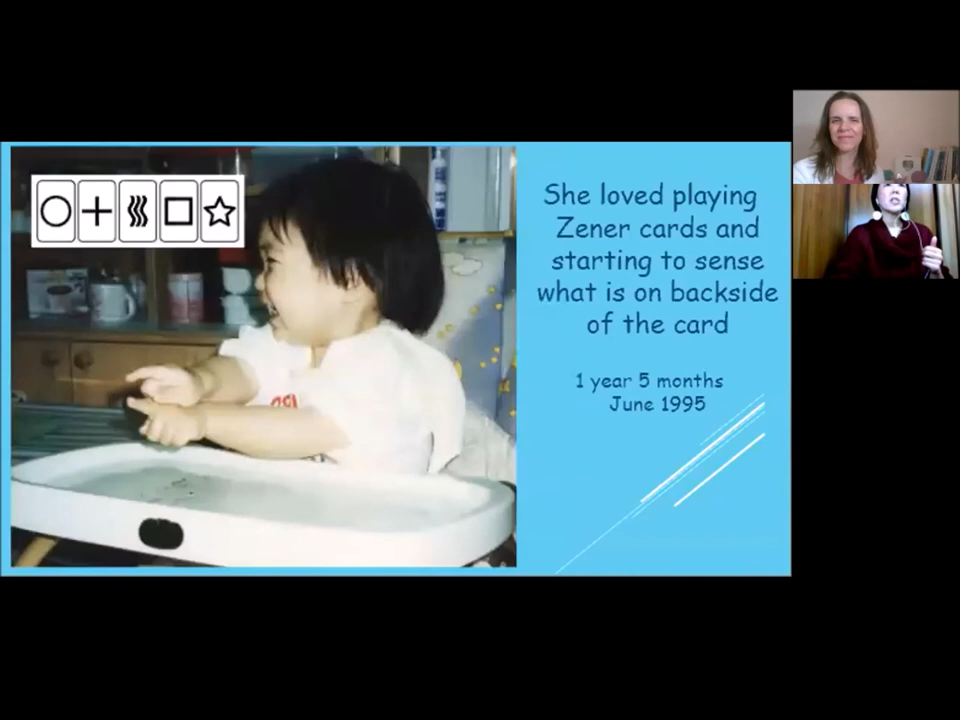 She loved playing
Zener cards and
starting to sense
what is on backside
of the card
1 year 5 months
June 1995